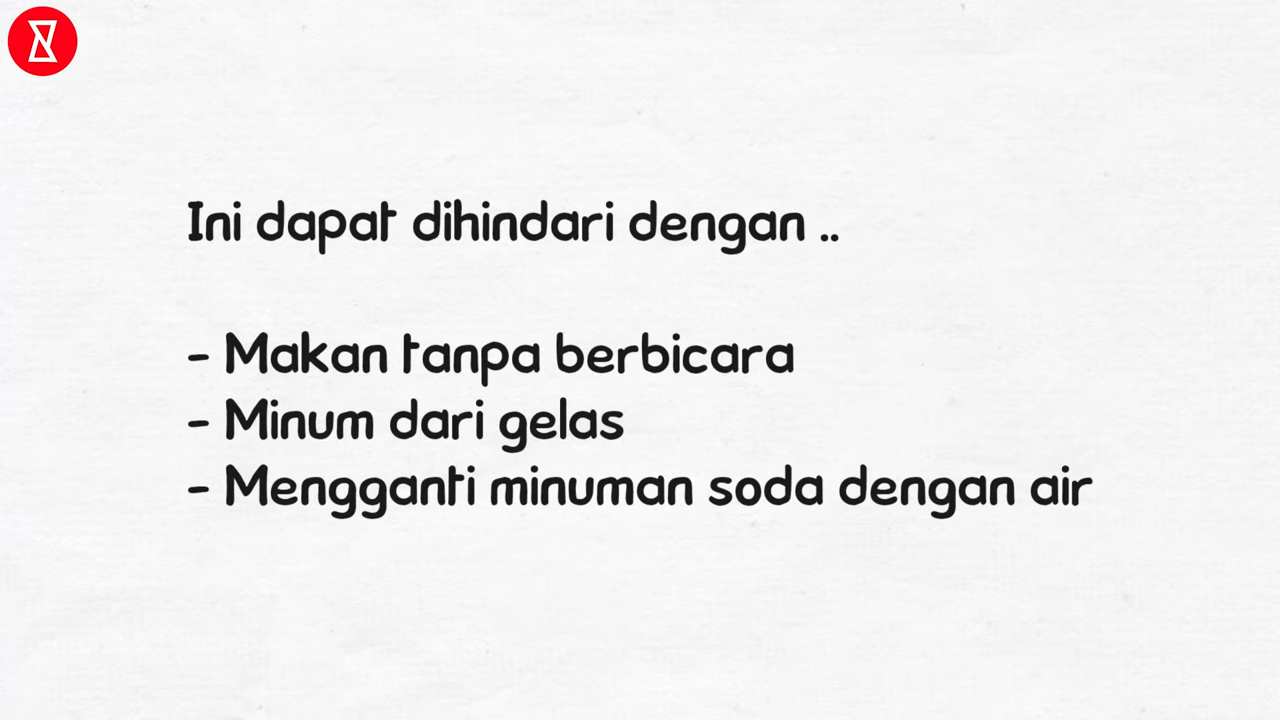 Ini dapat dihindari dengan ..
- Makan tanpa berbicara
- Minum dari gelas
- Mengganti minuman soda dengan air